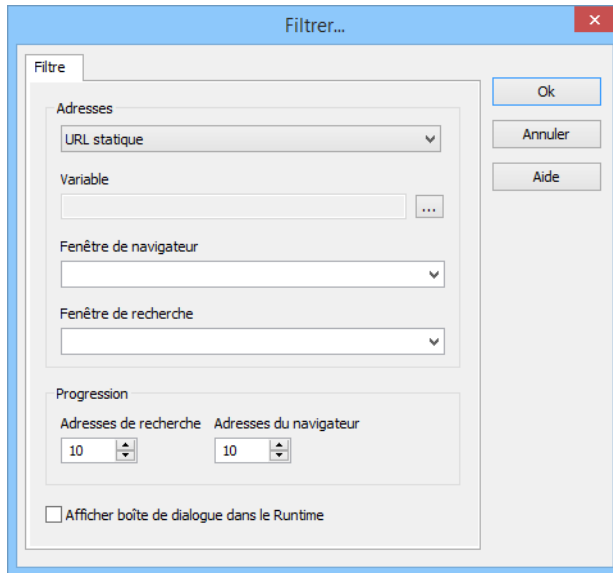 Filtrer...
Filtre
Ok
Adresses
URL statique
Annuler
Variable
Aide
...
Fenêtre de navigateur
Fenêtre de recherche
Progression
Adresses de recherche Adresses du navigateur
10 10
Afficher boîte de dialogue dans le Runtime